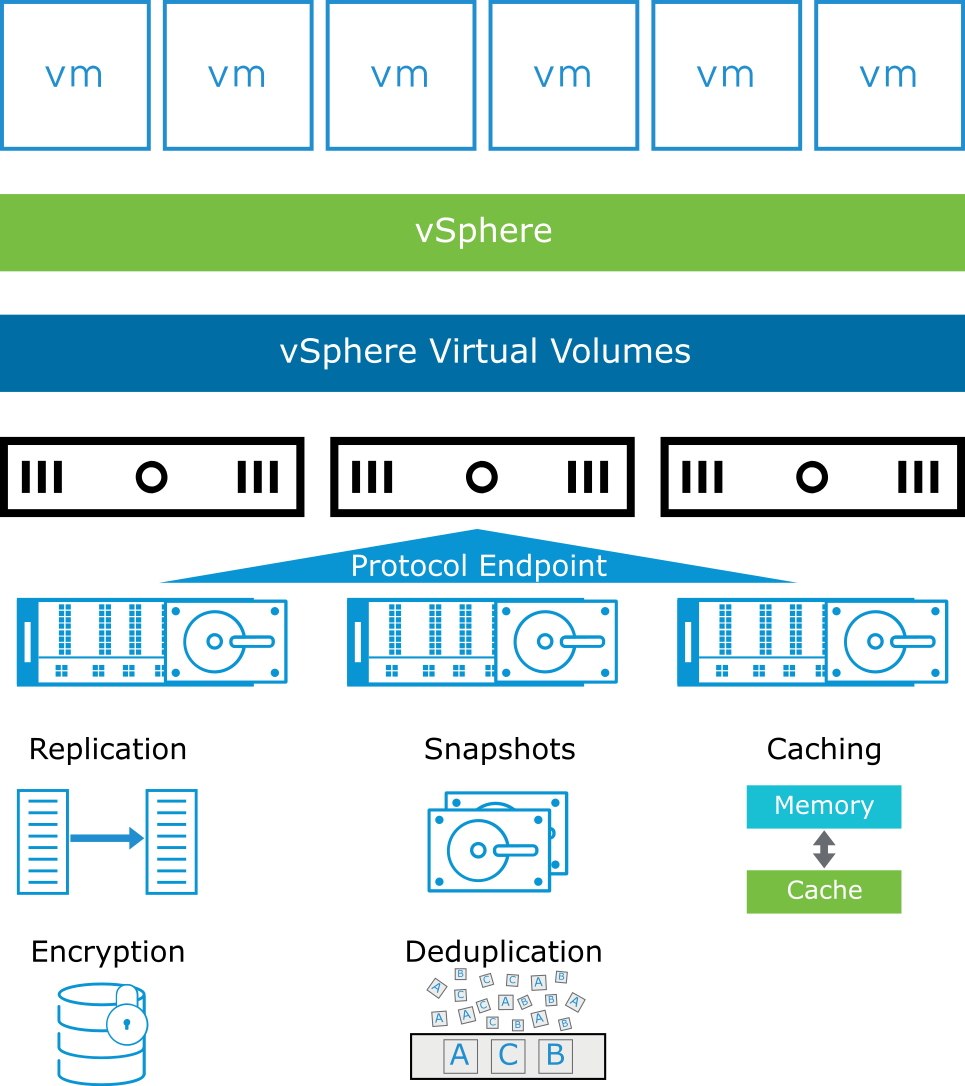 vm vm vm vm vm vm
vSphere
vSphere Virtual Volumes
Protocol Endpoint
Replication Snapshots Caching
Memory
Cache
Encryption Deduplication
B C C A B
A C A B B A
C
A A C B A B
A C B